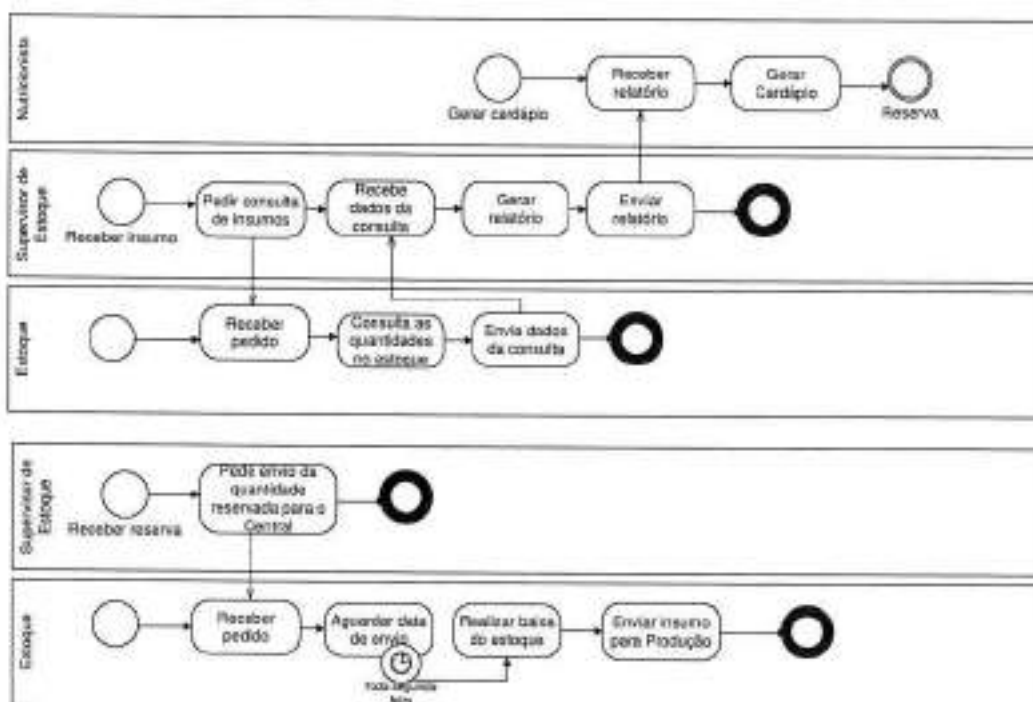 Nutricionista
Gerar cardápio
Receber
relatório
Gerar
Cardápio
Reserva
Supervisor de
Estoque
Receber insumo
Pedir consulta
de insumos
Recebe
dados da
consulta
Gerar
relatório
Enviar
relatório
Estoque
Receber
pedido
Consulta as
quantidades
no estoque
Envia dados
da consulta
Supervisor de
Estoque
Receber reserva
Pede envio da
quantidade
reservada para o
Central
Estoque
Receber
pedido
Aguardar data
de envio
Toda segunda
feira
Realizar baixa
do estoque
Enviar insumo
para Produção